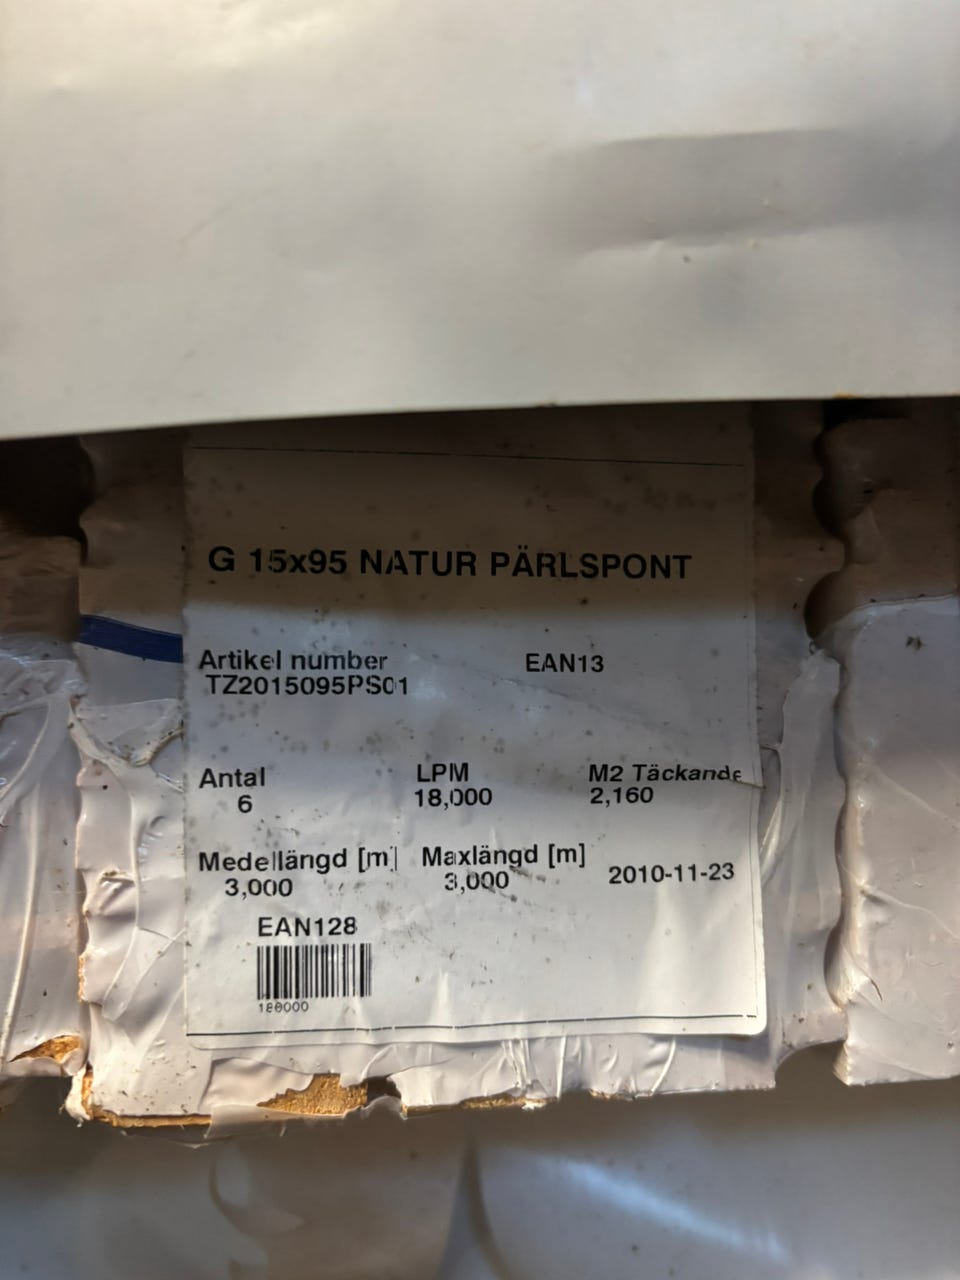 G 15x95 NATUR PÄRLSPONT
Artikel number EAN13
TZ2015095PS01
Antal LPM M2 Täckande
6 18,000 2,160
Medellängd [m] Maxlängd [m]
3,000 3,000 2010-11-23
EAN128
180000